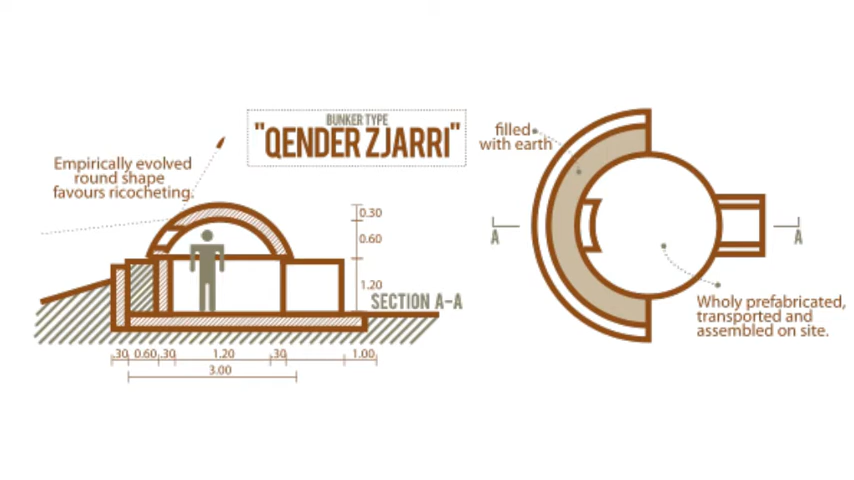 BUNKER TYPE
"QENDER ZJARRI"
Empirically evolved
round shape
favours ricocheting.
0.30
0.60
1.20
SECTION A-A
.30 0.60 .30 1.20 .30 1.00
3.00
filled
with earth
A
A
Wholy prefabricated,
transported and
assembled on site.